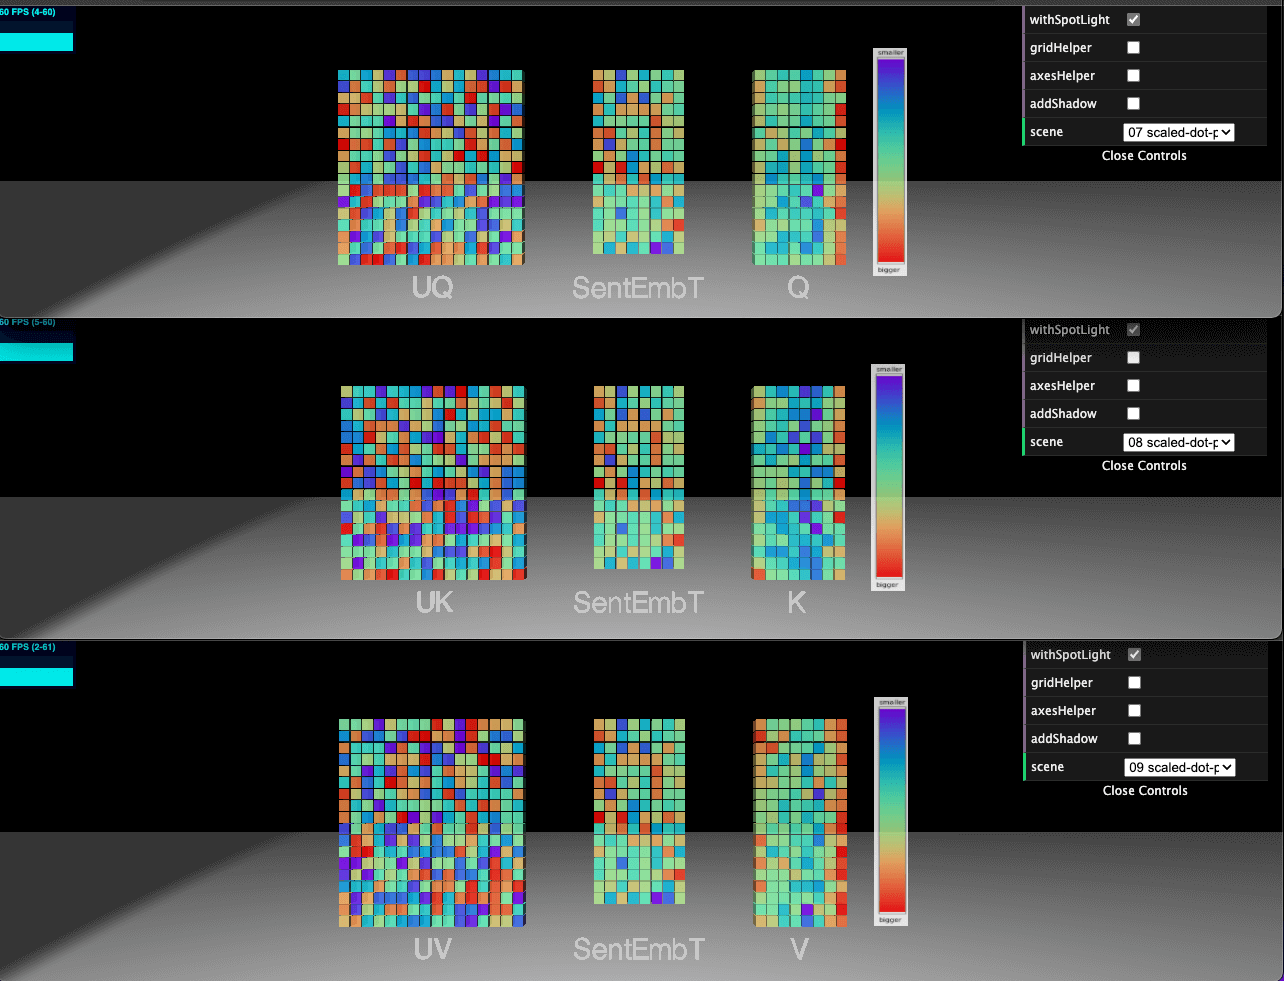 60 FPS (4-60)
withSpotLight
gridHelper
axesHelper
addShadow
scene 07 scaled-dot-p
Close Controls
smaller
bigger
UQ SentEmbT Q
60 FPS (5-60)
withSpotLight
gridHelper
axesHelper
addShadow
scene 08 scaled-dot-p
Close Controls
smaller
bigger
UK SentEmbT K
60 FPS (2-61)
withSpotLight
gridHelper
axesHelper
addShadow
scene 09 scaled-dot-p
Close Controls
smaller
bigger
UV SentEmbT V